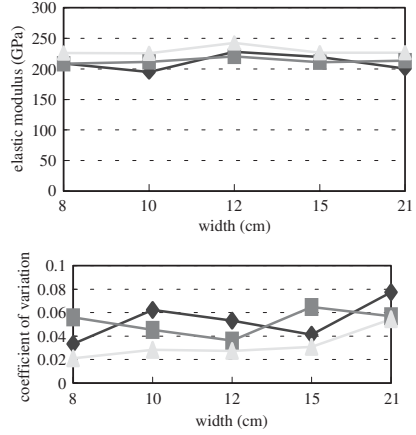 300
250
200
150
100
50
0
elastic modulus (GPa)
8 10 12 15 21
width (cm)
0.1
0.08
0.06
0.04
0.02
0
coefficient of variation
8 10 12 15 21
width (cm)